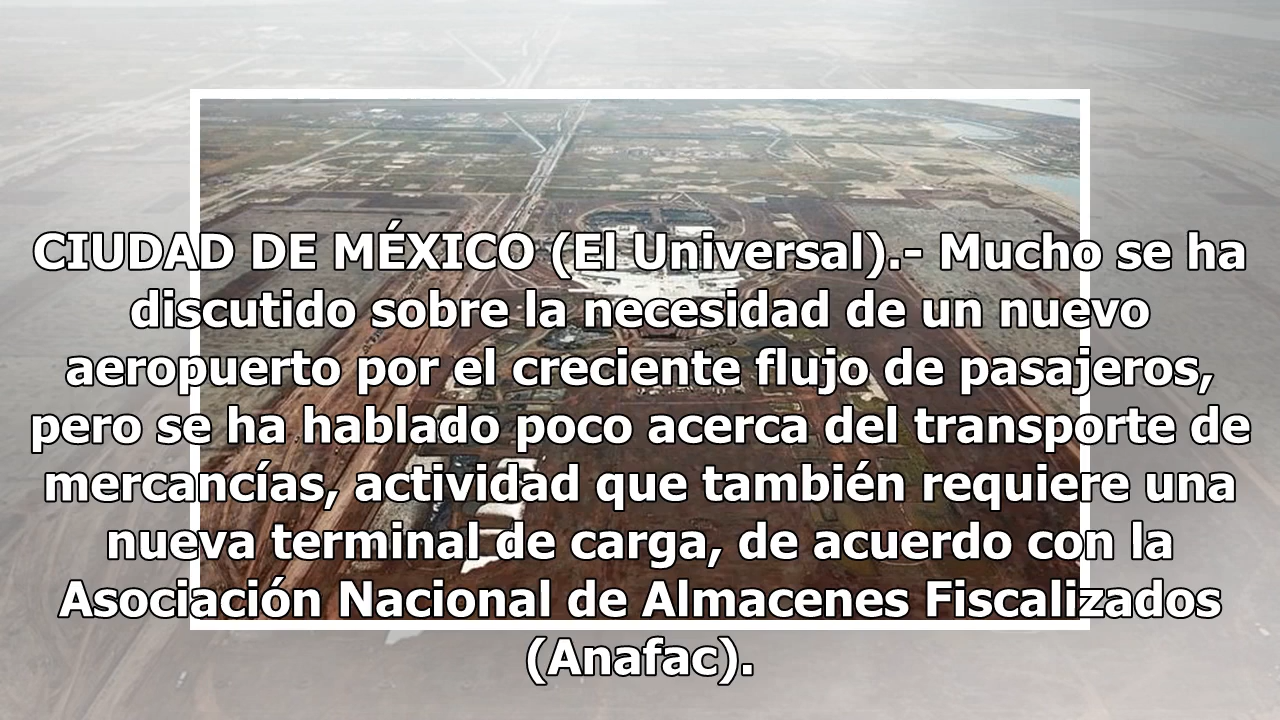 CIUDAD DE MÉXICO (El Universal).- Mucho se ha
discutido sobre la necesidad de un nuevo
aeropuerto por el creciente flujo de pasajeros,
pero se ha hablado poco acerca del transporte de
mercancías, actividad que también requiere una
nueva terminal de carga, de acuerdo con la
Asociación Nacional de Almacenes Fiscalizados
(Anafac).